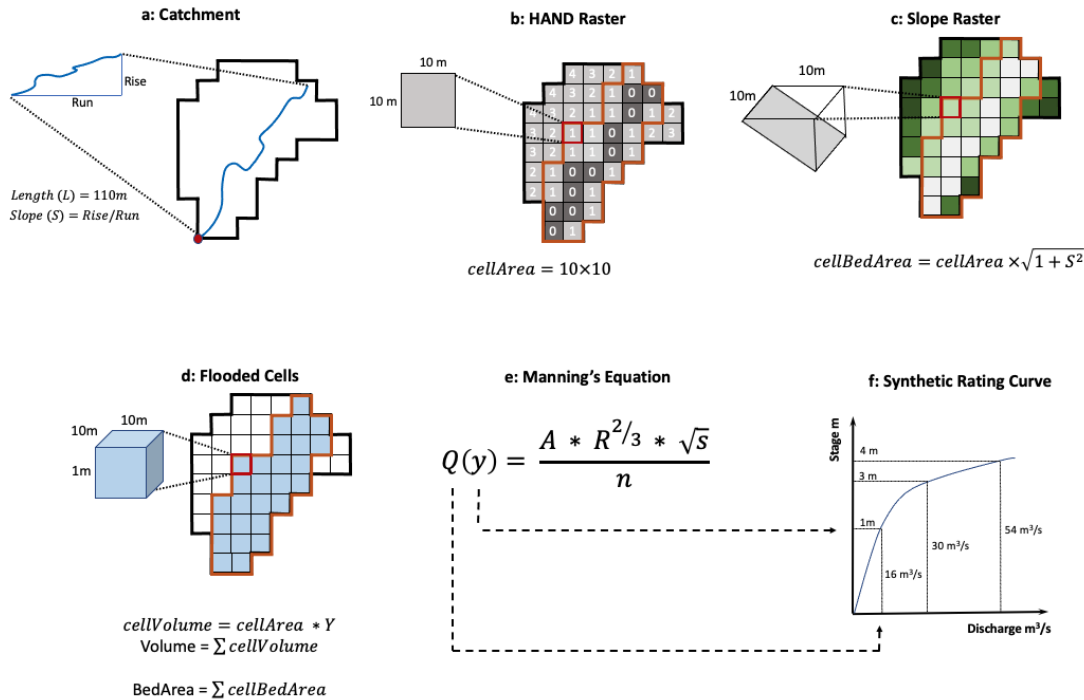 a: Catchment
Rise
Run
Length (L) = 110m
Slope (S) = Rise/Run
b: HAND Raster
10 m
10 m
4 3 2 1
4 3 2 1 0 0
4 3 2 1 1 0 1 2
3 2 1 1 0 1 2 3
3 2 1 1 0 1
2 1 0 0 1
2 1 0 0 1
0 0 1
0 1
cellArea = 10×10
c: Slope Raster
10m
10m
cellBedArea = cellArea ×√1 + S²
d: Flooded Cells
10m
10m
1m
cellVolume = cellArea * Y
Volume = ∑ cellVolume
BedArea = ∑ cellBedArea
e: Manning's Equation
Q(y) = A * R^2/3 * √s / n
f: Synthetic Rating Curve
Stage m
4 m
3 m
1m
54 m³/s
30 m³/s
16 m³/s
Discharge m³/s